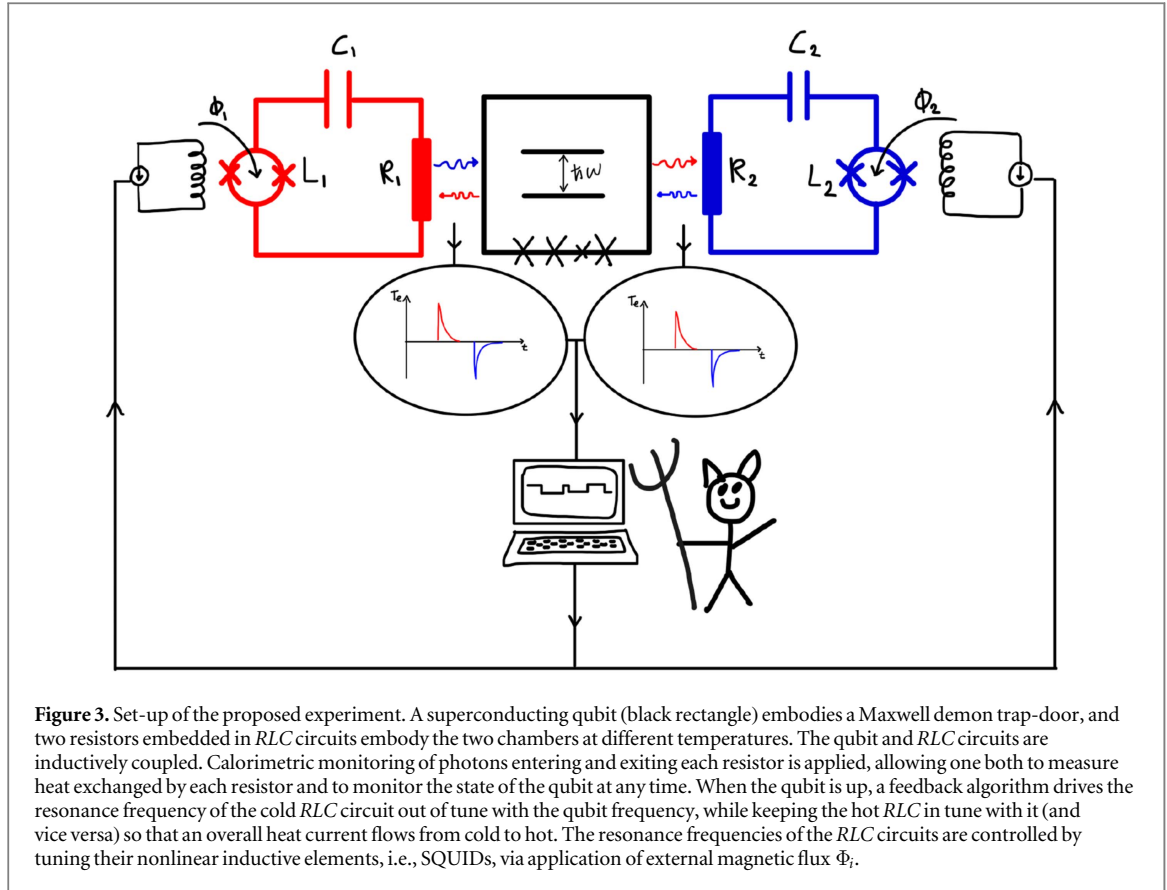 C₁
C₂
Φ₁
Φ₂
L₁
R₁
ħω
R₂
L₂
Te
t
Te
t
Figure 3. Set-up of the proposed experiment. A superconducting qubit (black rectangle) embodies a Maxwell demon trap-door, and
two resistors embedded in RLC circuits embody the two chambers at different temperatures. The qubit and RLC circuits are
inductively coupled. Calorimetric monitoring of photons entering and exiting each resistor is applied, allowing one both to measure
heat exchanged by each resistor and to monitor the state of the qubit at any time. When the qubit is up, a feedback algorithm drives the
resonance frequency of the cold RLC circuit out of tune with the qubit frequency, while keeping the hot RLC in tune with it (and
vice versa) so that an overall heat current flows from cold to hot. The resonance frequencies of the RLC circuits are controlled by
tuning their nonlinear inductive elements, i.e., SQUIDs, via application of external magnetic flux Φᵢ.